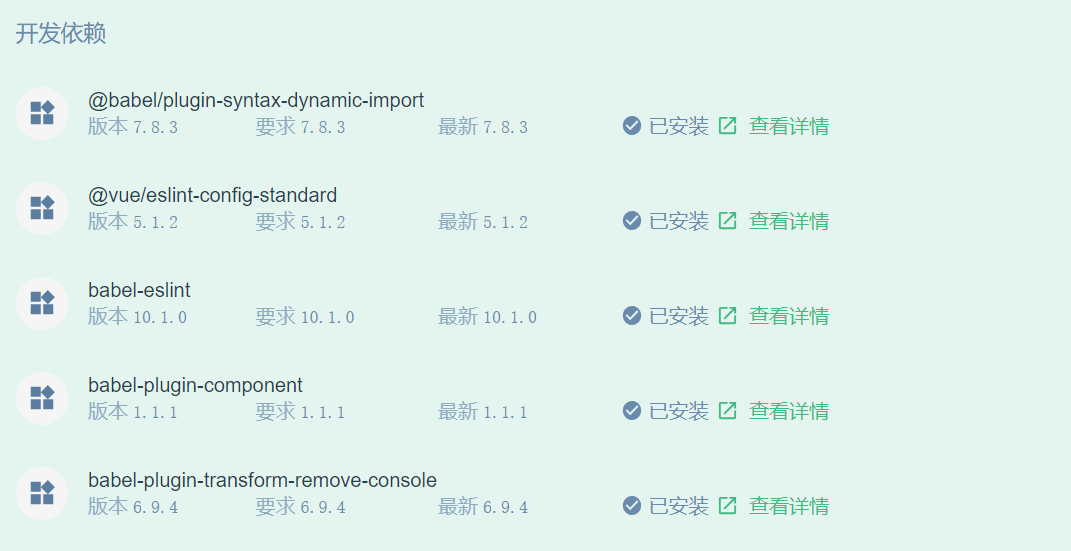 开发依赖
@babel/plugin-syntax-dynamic-import
版本 7.8.3 要求 7.8.3 最新 7.8.3 已安装 查看详情
@vue/eslint-config-standard
版本 5.1.2 要求 5.1.2 最新 5.1.2 已安装 查看详情
babel-eslint
版本 10.1.0 要求 10.1.0 最新 10.1.0 已安装 查看详情
babel-plugin-component
版本 1.1.1 要求 1.1.1 最新 1.1.1 已安装 查看详情
babel-plugin-transform-remove-console
版本 6.9.4 要求 6.9.4 最新 6.9.4 已安装 查看详情